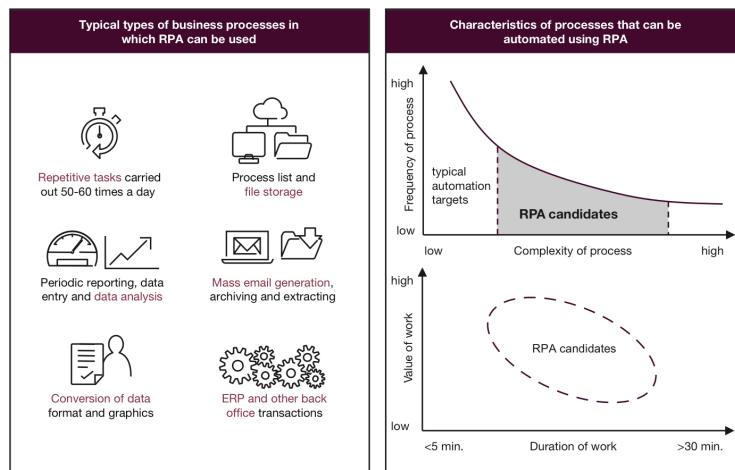 Typical types of business processes in
which RPA can be used
Repetitive tasks carried
out 50-60 times a day
Process list and
file storage
Periodic reporting, data
entry and data analysis
Mass email generation,
archiving and extracting
Conversion of data
format and graphics
ERP and other back
office transactions
Characteristics of processes that can be
automated using RPA
high
Frequency of process
typical
automation
targets
RPA candidates
low
low
Complexity of process
high
high
Value of work
RPA candidates
low
<5 min.
Duration of work
>30 min.